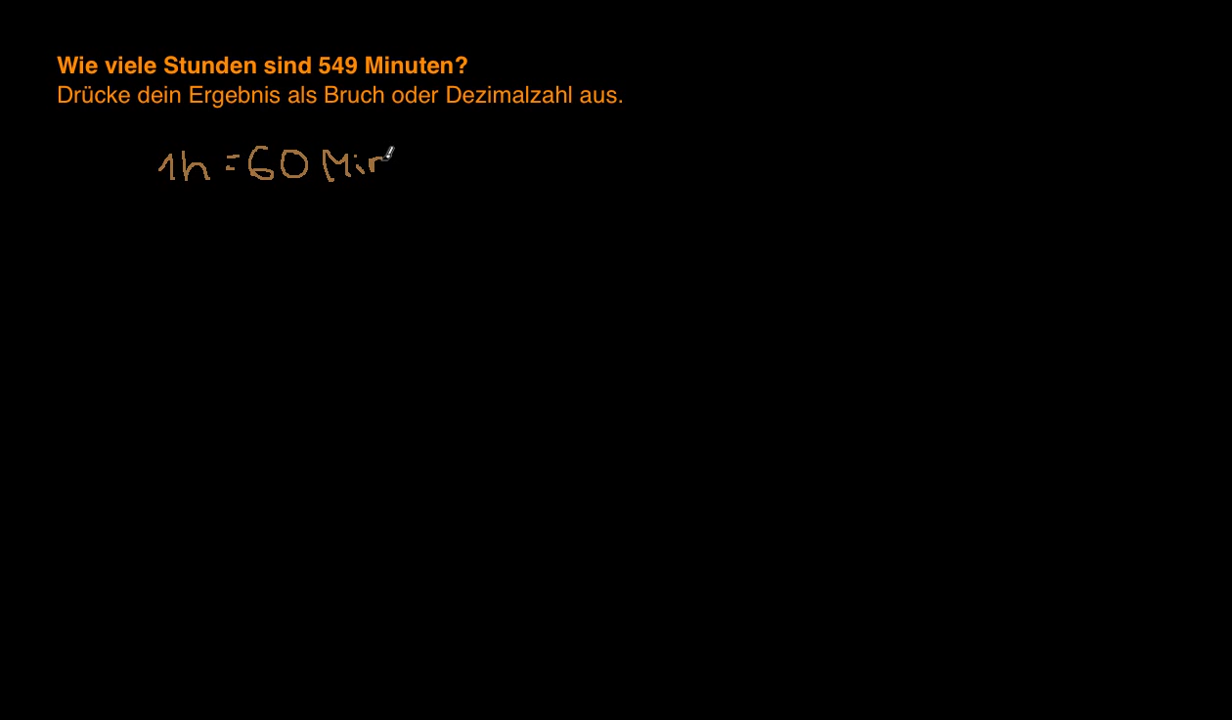 Wie viele Stunden sind 549 Minuten?
Drücke dein Ergebnis als Bruch oder Dezimalzahl aus.
1h = 60 Min